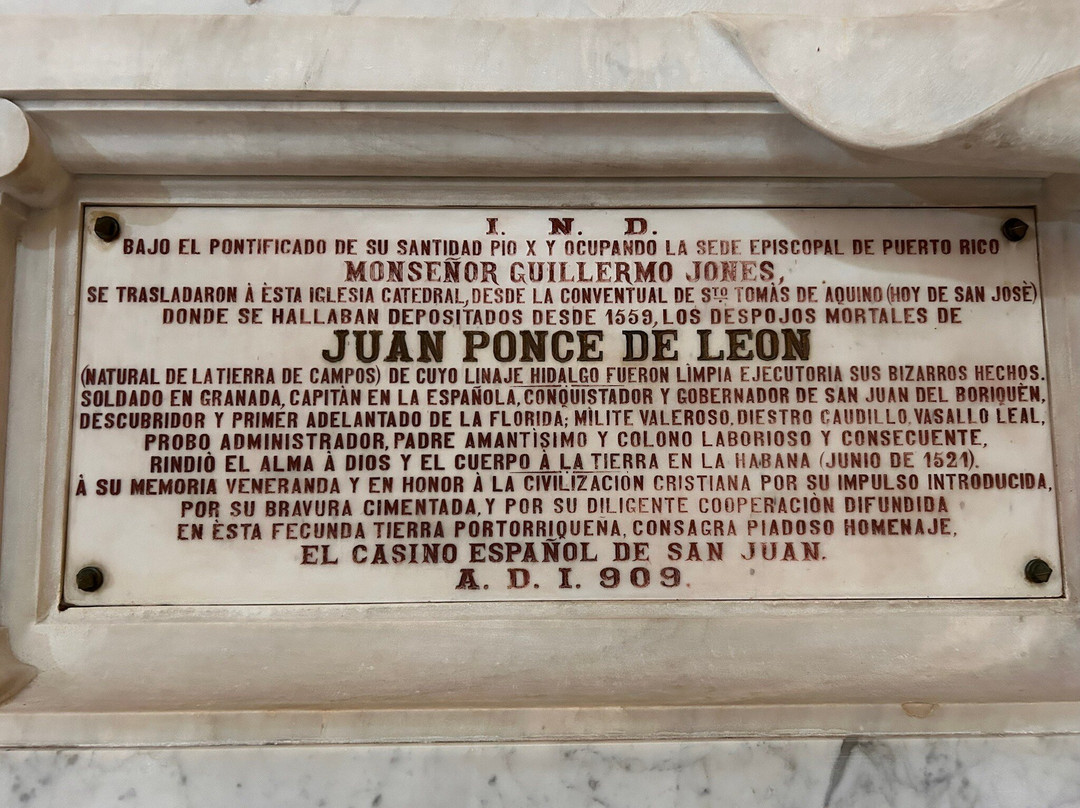 I. N. D.
BAJO EL PONTIFICADO DE SU SANTIDAD PIO X Y OCUPANDO LA SEDE EPISCOPAL DE PUERTO RICO
MONSEÑOR GUILLERMO JONES,
SE TRASLADARON À ÈSTA IGLESIA CATEDRAL, DESDE LA CONVENTUAL DE STO TOMÀS DE AQUINO (HOY DE SAN JOSÈ)
DONDE SE HALLABAN DEPOSITADOS DESDE 1559, LOS DESPOJOS MORTALES DE
JUAN PONCE DE LEON
(NATURAL DE LA TIERRA DE CAMPOS) DE CUYO LINAJE HIDALGO FUERON LÌMPIA EJECUTORIA SUS BIZARROS HECHOS.
SOLDADO EN GRANADA, CAPITÀN EN LA ESPAÑOLA, CONQUISTADOR Y GOBERNADOR DE SAN JUAN DEL BORIQUÈN,
DESCUBRIDOR Y PRIMER ADELANTADO DE LA FLORIDA; MÌLITE VALEROSO, DIESTRO CAUDILLO, VASALLO LEAL,
PROBO ADMINISTRADOR, PADRE AMANTÌSIMO Y COLONO LABORIOSO Y CONSECUENTE,
RINDIÒ EL ALMA À DIOS Y EL CUERPO À LA TIERRA EN LA HABANA (JUNIO DE 1521).
À SU MEMORIA VENERANDA Y EN HONOR À LA CIVILIZACIÒN CRISTIANA POR SU IMPULSO INTRODUCIDA,
POR SU BRAVURA CIMENTADA, Y POR SU DILIGENTE COOPERACIÒN DIFUNDIDA
EN ÈSTA FECUNDA TIERRA PORTORRIQUEÑA, CONSAGRA PIADOSO HOMENAJE,
EL CASINO ESPAÑOL DE SAN JUAN.
A. D. I. 909.